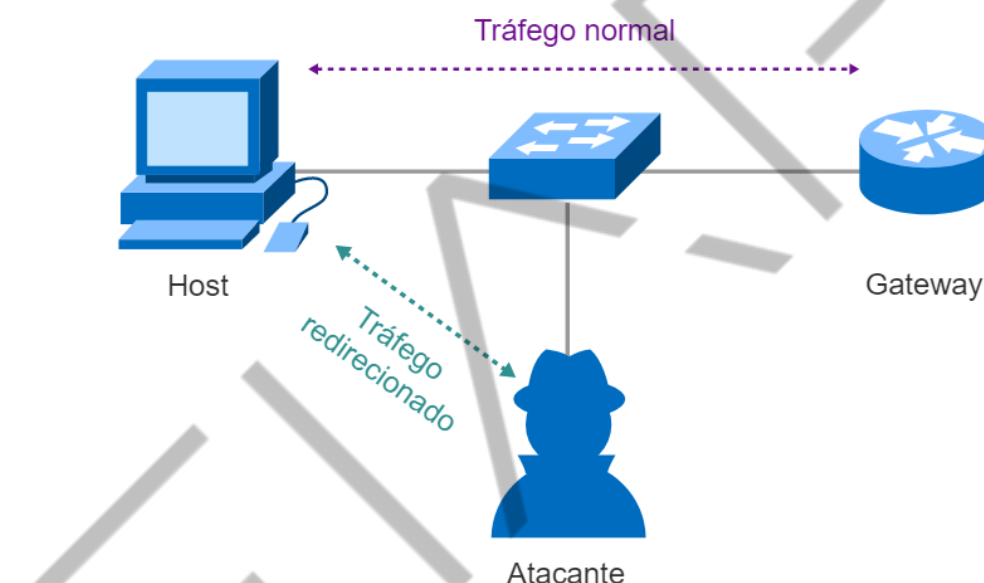 Tráfego normal
Host
Gateway
Tráfego
redirecionado
Atacante